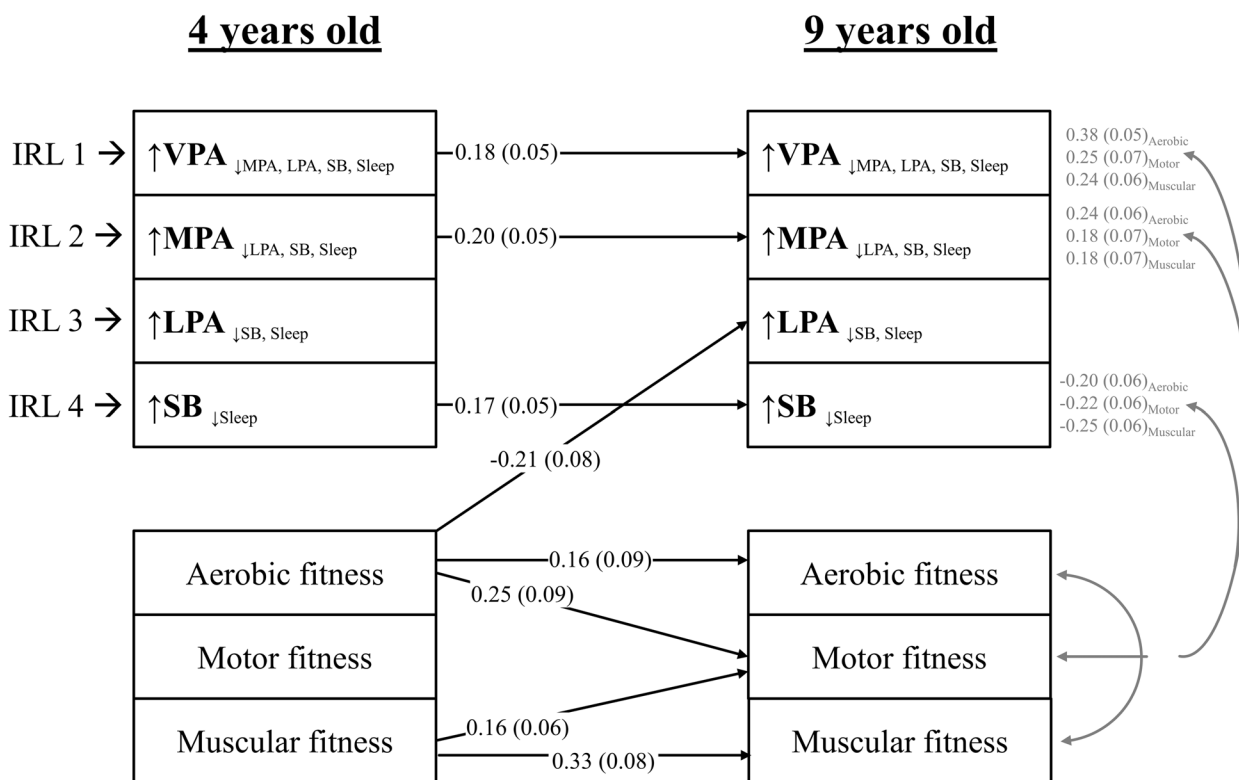 4 years old
9 years old
IRL 1 → ↑VPA ↓MPA, LPA, SB, Sleep
0.18 (0.05)
↑VPA ↓MPA, LPA, SB, Sleep
0.38 (0.05)Aerobic
0.25 (0.07)Motor
0.24 (0.06)Muscular
IRL 2 → ↑MPA ↓LPA, SB, Sleep
0.20 (0.05)
↑MPA ↓LPA, SB, Sleep
0.24 (0.06)Aerobic
0.18 (0.07)Motor
0.18 (0.07)Muscular
IRL 3 → ↑LPA ↓SB, Sleep
↑LPA ↓SB, Sleep
IRL 4 → ↑SB ↓Sleep
0.17 (0.05)
↑SB ↓Sleep
-0.20 (0.06)Aerobic
-0.22 (0.06)Motor
-0.25 (0.06)Muscular
-0.21 (0.08)
Aerobic fitness
0.16 (0.09)
0.25 (0.09)
Aerobic fitness
Motor fitness
Motor fitness
Muscular fitness
0.16 (0.06)
0.33 (0.08)
Muscular fitness